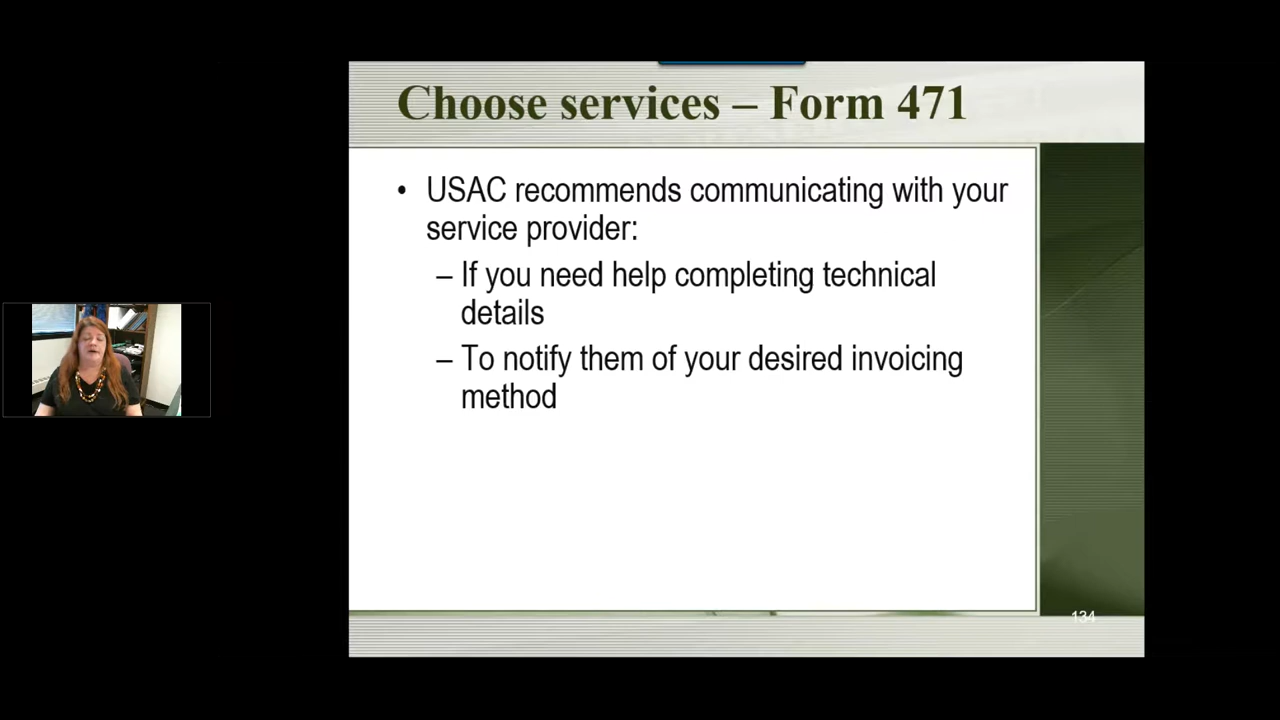 Choose services – Form 471
• USAC recommends communicating with your
service provider:
– If you need help completing technical
details
– To notify them of your desired invoicing
method
134